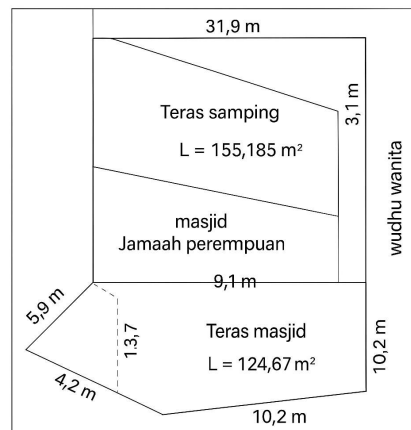 31,9 m
3,1 m
Teras samping
L = 155,185 m²
wudhu wanita
masjid
Jamaah perempuan
9,1 m
5,9 m
1.3,7
Teras masjid
L = 124,67 m²
10,2 m
4,2 m
10,2 m